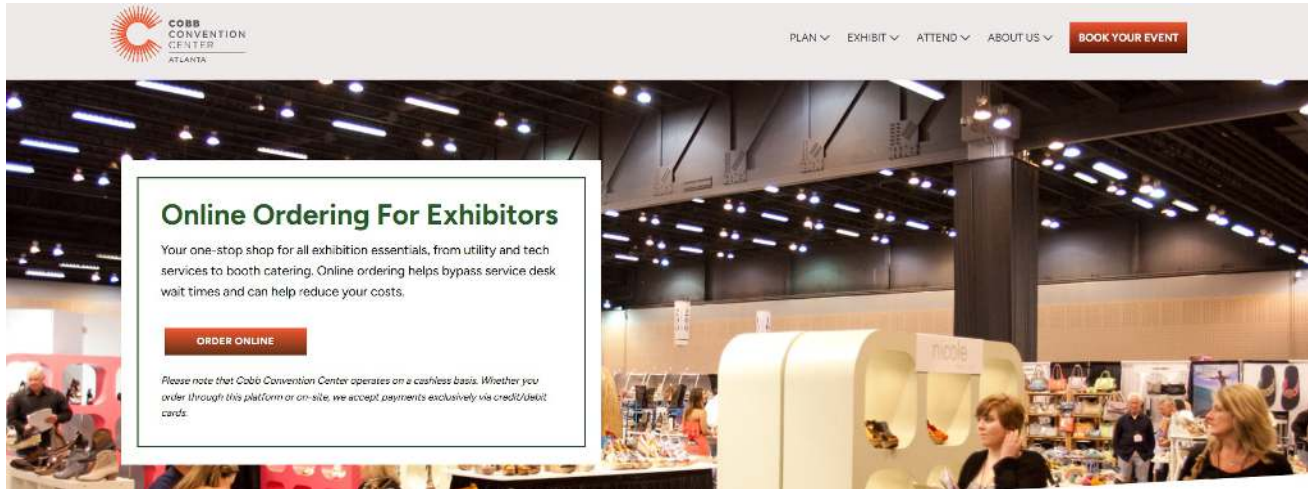 COBB
CONVENTION
CENTER
ATLANTA
PLAN EXHIBIT ATTEND ABOUT US BOOK YOUR EVENT
Online Ordering For Exhibitors
Your one-stop shop for all exhibition essentials, from utility and tech
services to booth catering. Online ordering helps bypass service desk
wait times and can help reduce your costs.
ORDER ONLINE
Please note that Cobb Convention Center operates on a cashless basis. Whether you
order through this platform or on-site, we accept payments exclusively via credit/debit
cards.
nicole